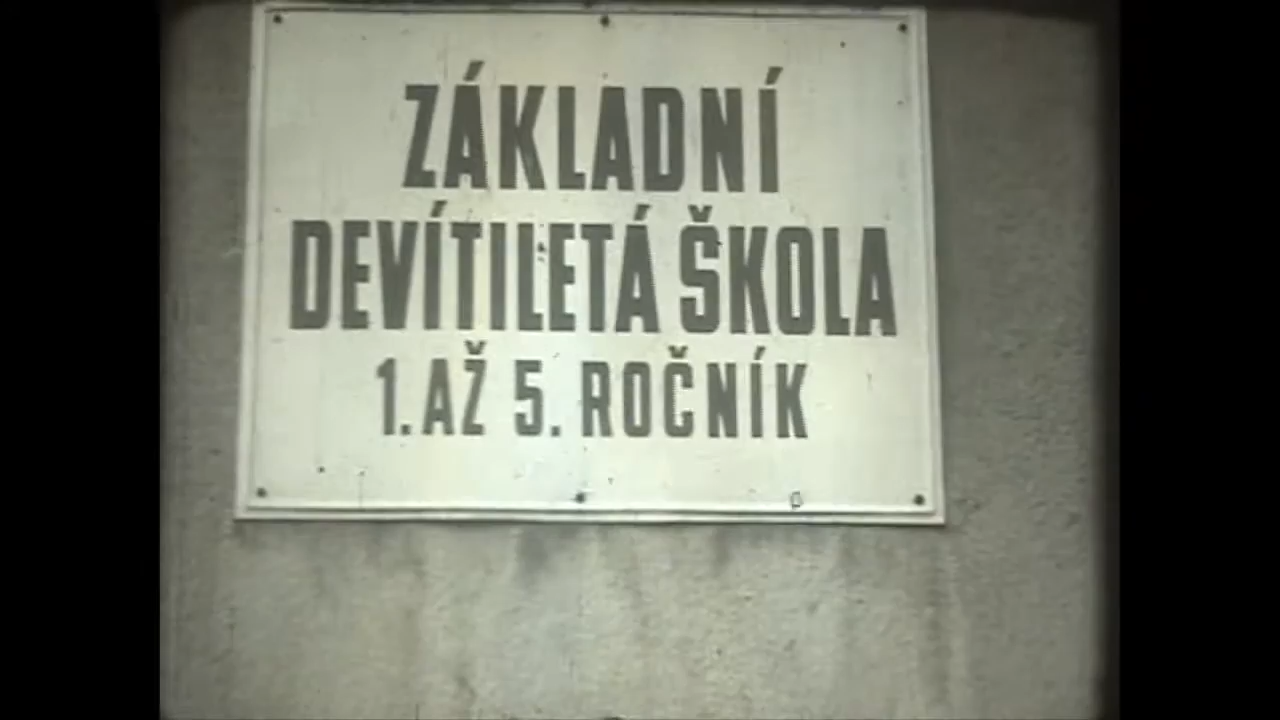 ZÁKLADNÍ
DEVÍTILETÁ ŠKOLA
1. AŽ 5. ROČNÍK